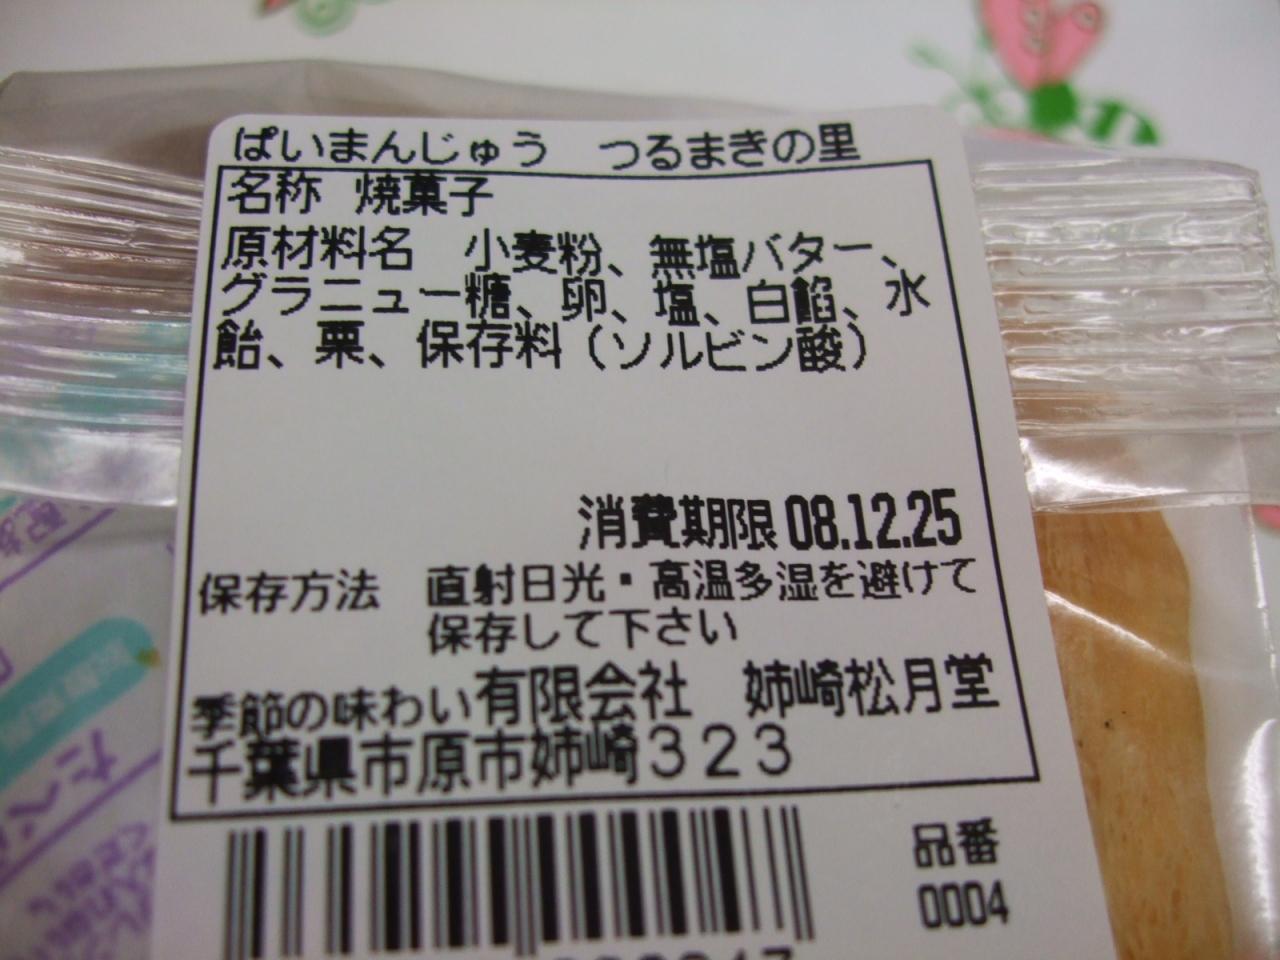 ぱいまんじゅう　つるまきの里
名称　焼菓子
原材料名　小麦粉、無塩バター、
グラニュー糖、卵、塩、白餡、水
飴、栗、保存料（ソルビン酸）
消費期限 08.12.25
保存方法　直射日光・高温多湿を避けて
保存して下さい
季節の味わい有限会社　姉崎松月堂
千葉県市原市姉崎３２３
品番
0004